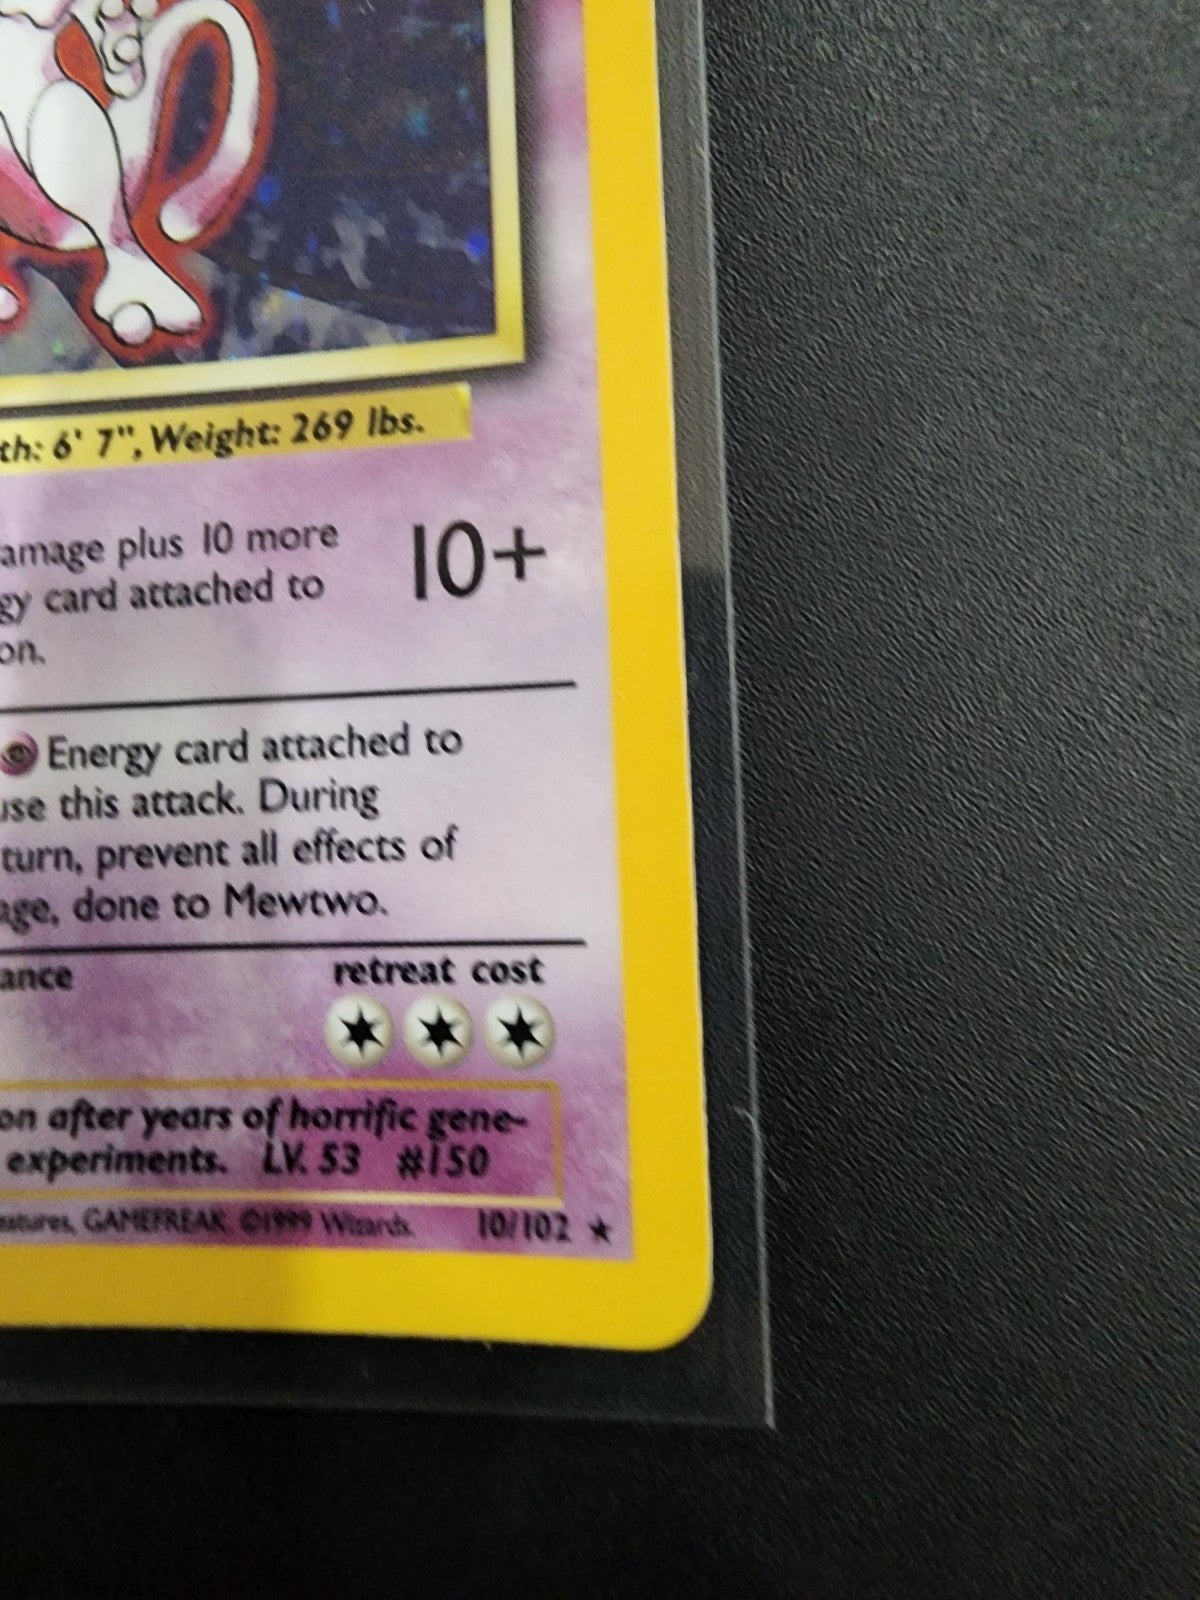 th: 6' 7", Weight: 269 lbs.
amage plus 10 more
10+
gy card attached to
on.
Energy card attached to
use this attack. During
turn, prevent all effects of
age, done to Mewtwo.
ance
retreat cost
on after years of horrific gene-
experiments. LV. 53 #150
atures, GAMEFREAK. ©1999 Wizards.
10/102 ★